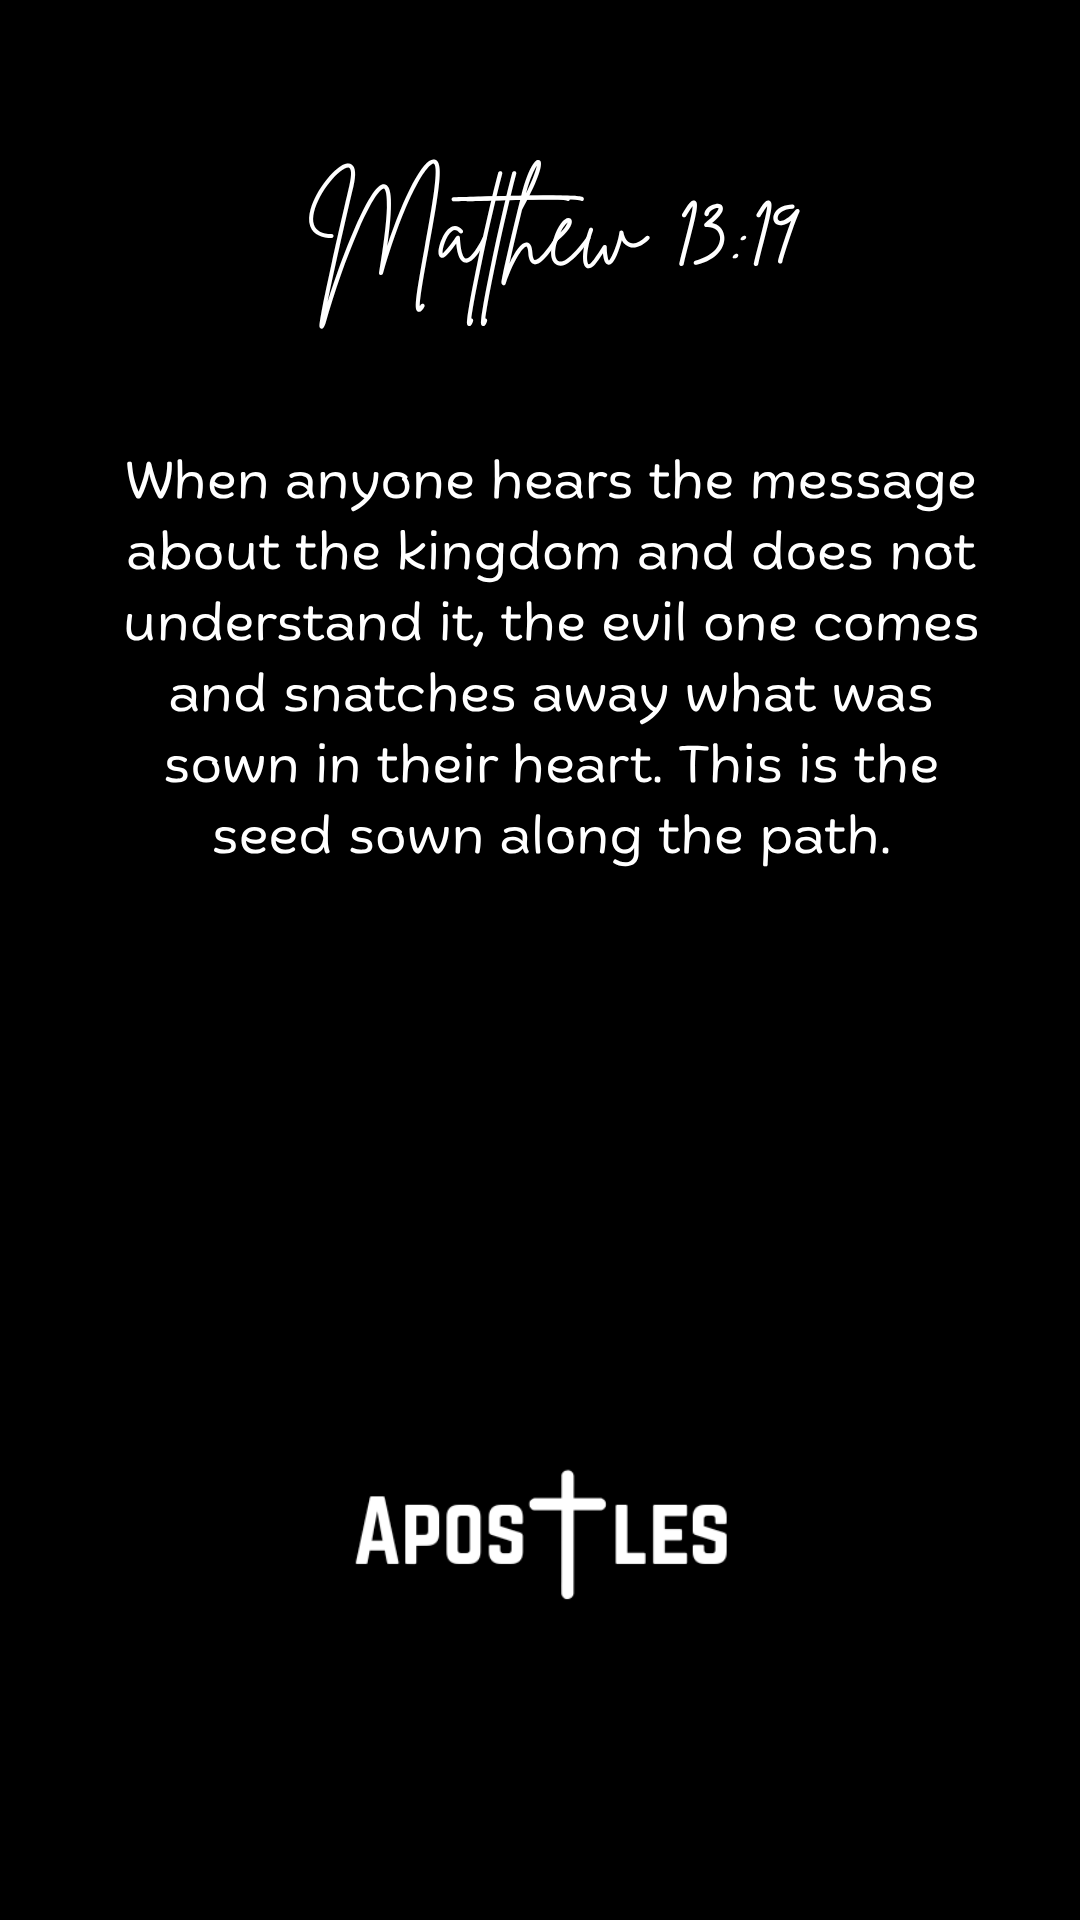 Matthew 13:19
When anyone hears the message
about the kingdom and does not
understand it, the evil one comes
and snatches away what was
sown in their heart. This is the
seed sown along the path.
APOSTLES